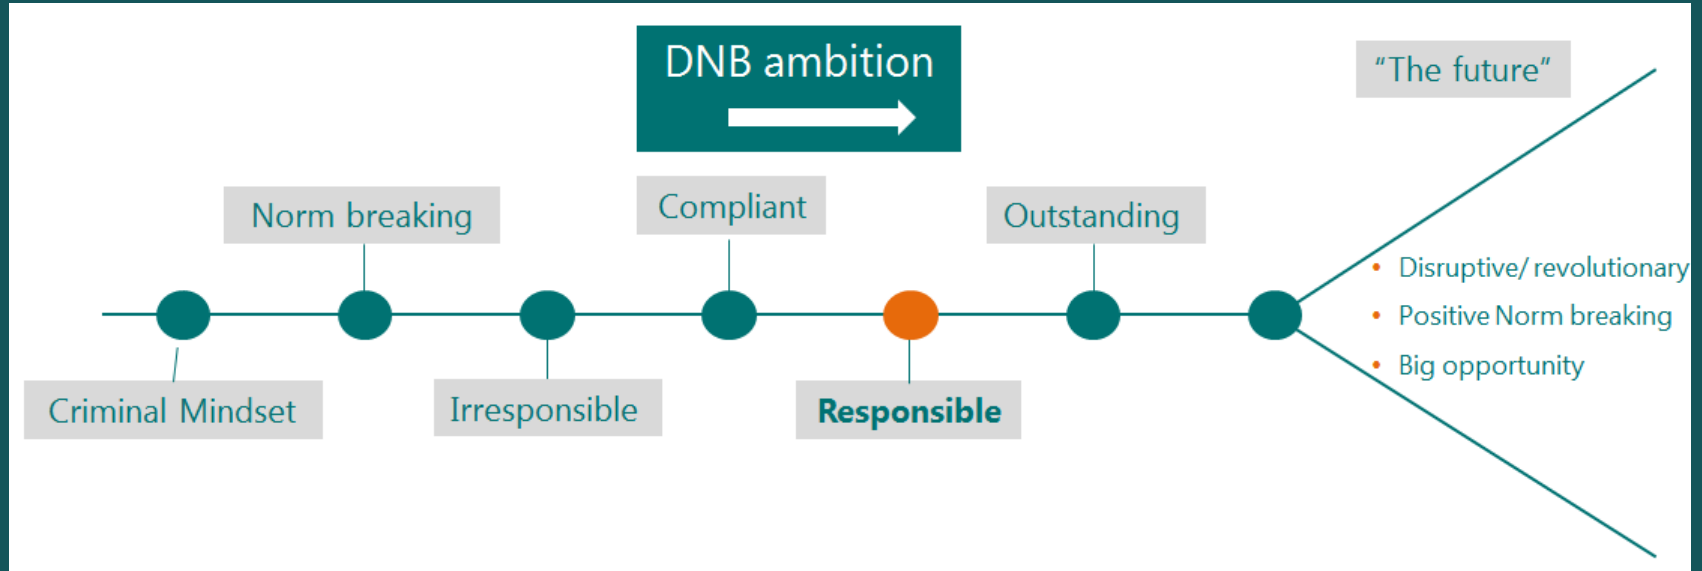 DNB ambition
"The future"
Norm breaking
Compliant
Outstanding
• Disruptive/ revolutionary
• Positive Norm breaking
• Big opportunity
Criminal Mindset
Irresponsible
Responsible